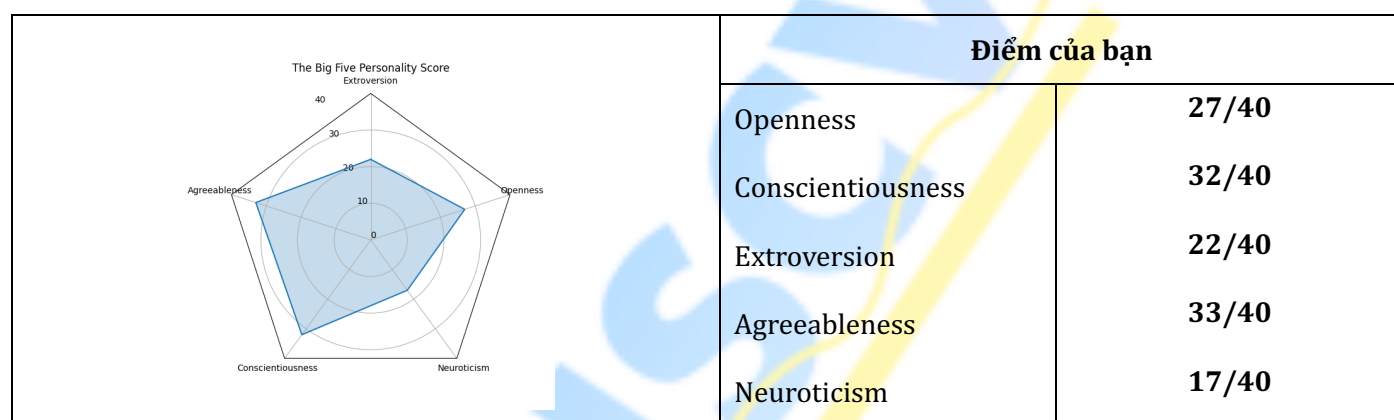 The Big Five Personality Score
Extroversion
40
30
20
10
0
Agreeableness
Openness
Conscientiousness
Neuroticism
Điểm của bạn
Openness 27/40
Conscientiousness 32/40
Extroversion 22/40
Agreeableness 33/40
Neuroticism 17/40